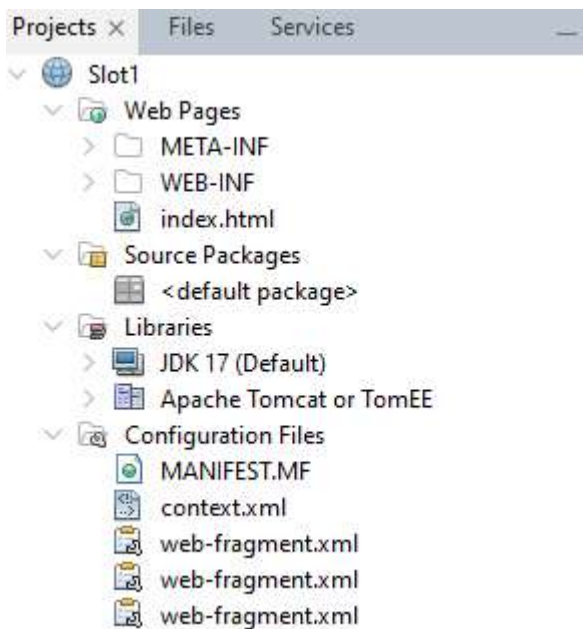 Projects × Files Services
Slot1
Web Pages
META-INF
WEB-INF
index.html
Source Packages
<default package>
Libraries
JDK 17 (Default)
Apache Tomcat or TomEE
Configuration Files
MANIFEST.MF
context.xml
web-fragment.xml
web-fragment.xml
web-fragment.xml